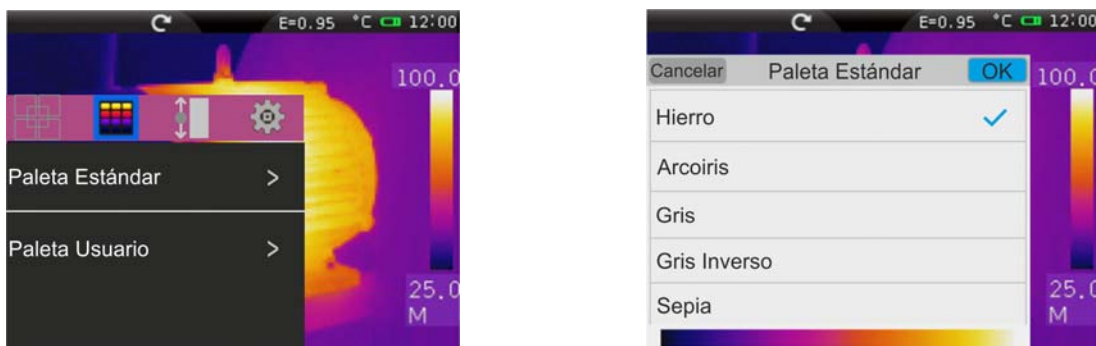 E=0.95 °C 12:00
100.0
Paleta Estándar >
Paleta Usuario >
25.0
M
E=0.95 °C 12:00
Cancelar Paleta Estándar OK
100.0
Hierro
Arcoiris
Gris
Gris Inverso
Sepia
25.0
M